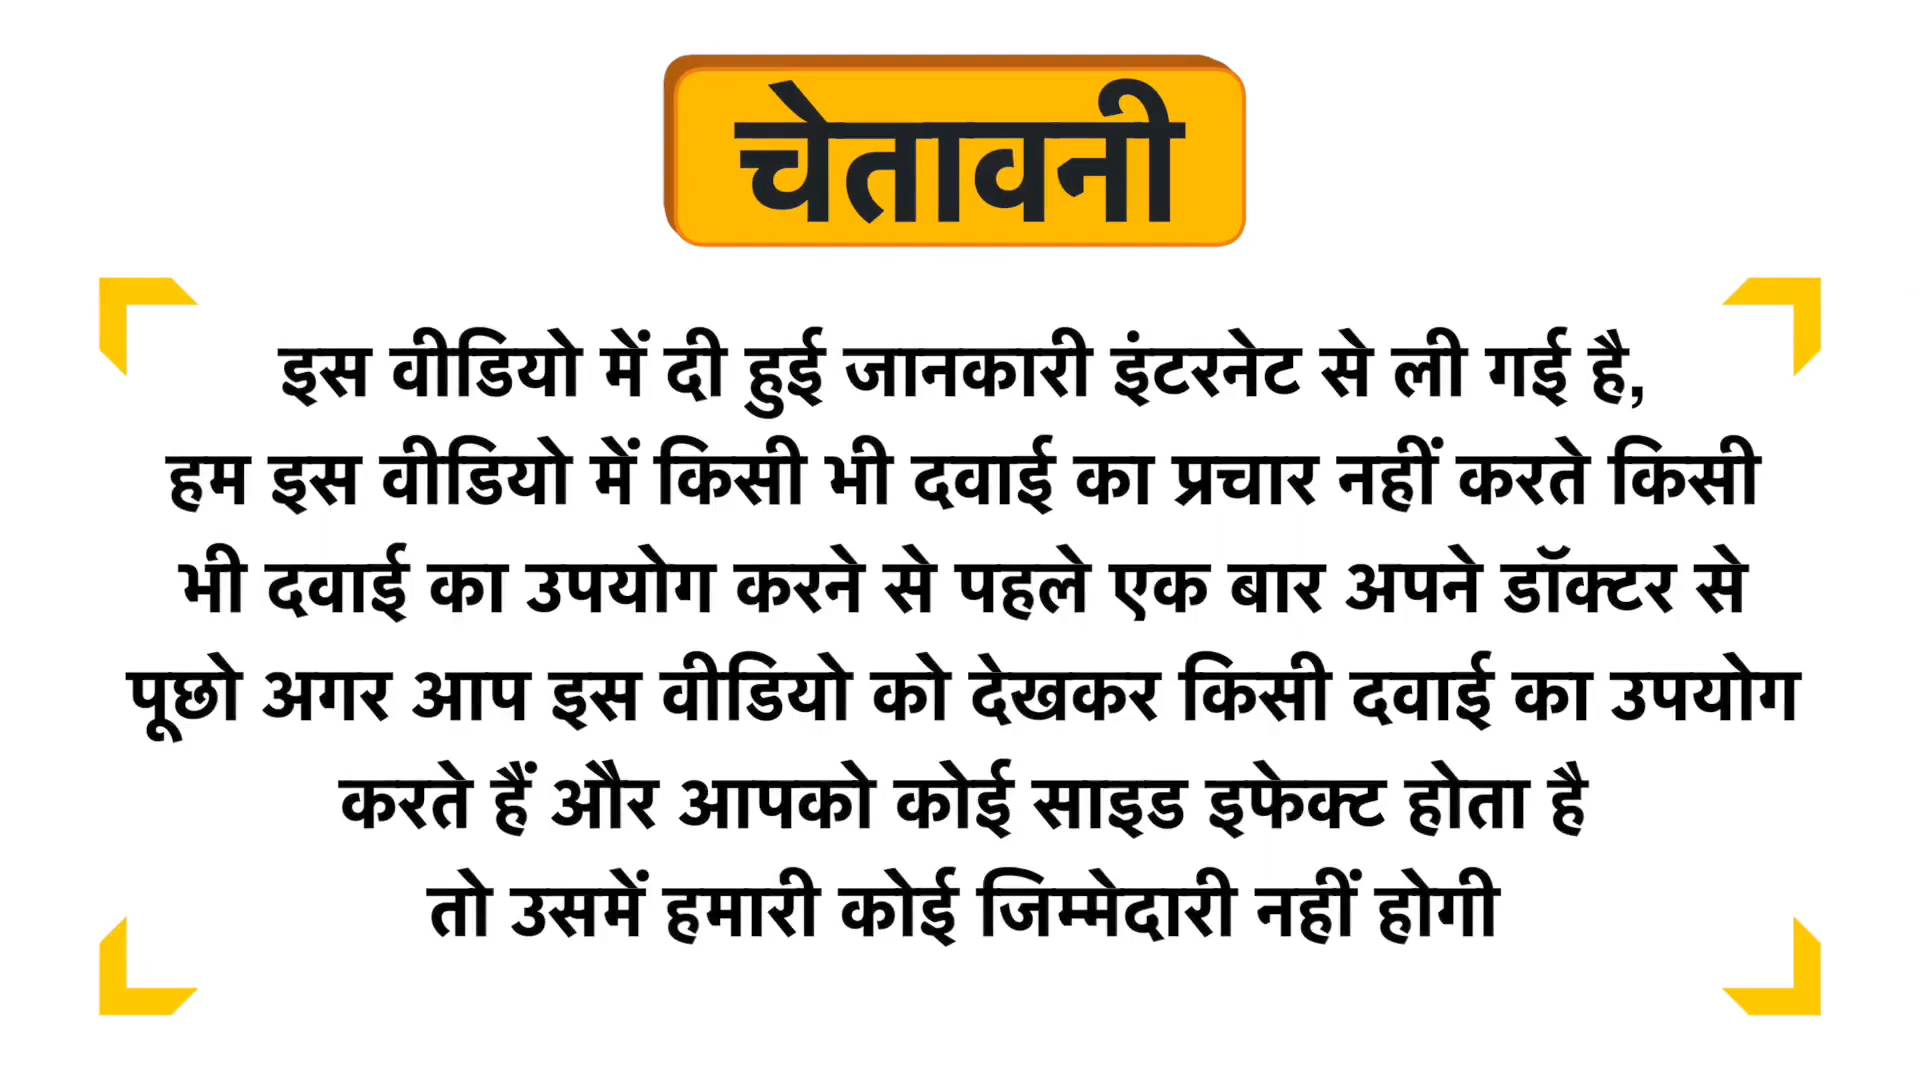 चेतावनी
इस वीडियो में दी हुई जानकारी इंटरनेट से ली गई है,
हम इस वीडियो में किसी भी दवाई का प्रचार नहीं करते किसी
भी दवाई का उपयोग करने से पहले एक बार अपने डॉक्टर से
पूछो अगर आप इस वीडियो को देखकर किसी दवाई का उपयोग
करते हैं और आपको कोई साइड इफेक्ट होता है
तो उसमें हमारी कोई जिम्मेदारी नहीं होगी